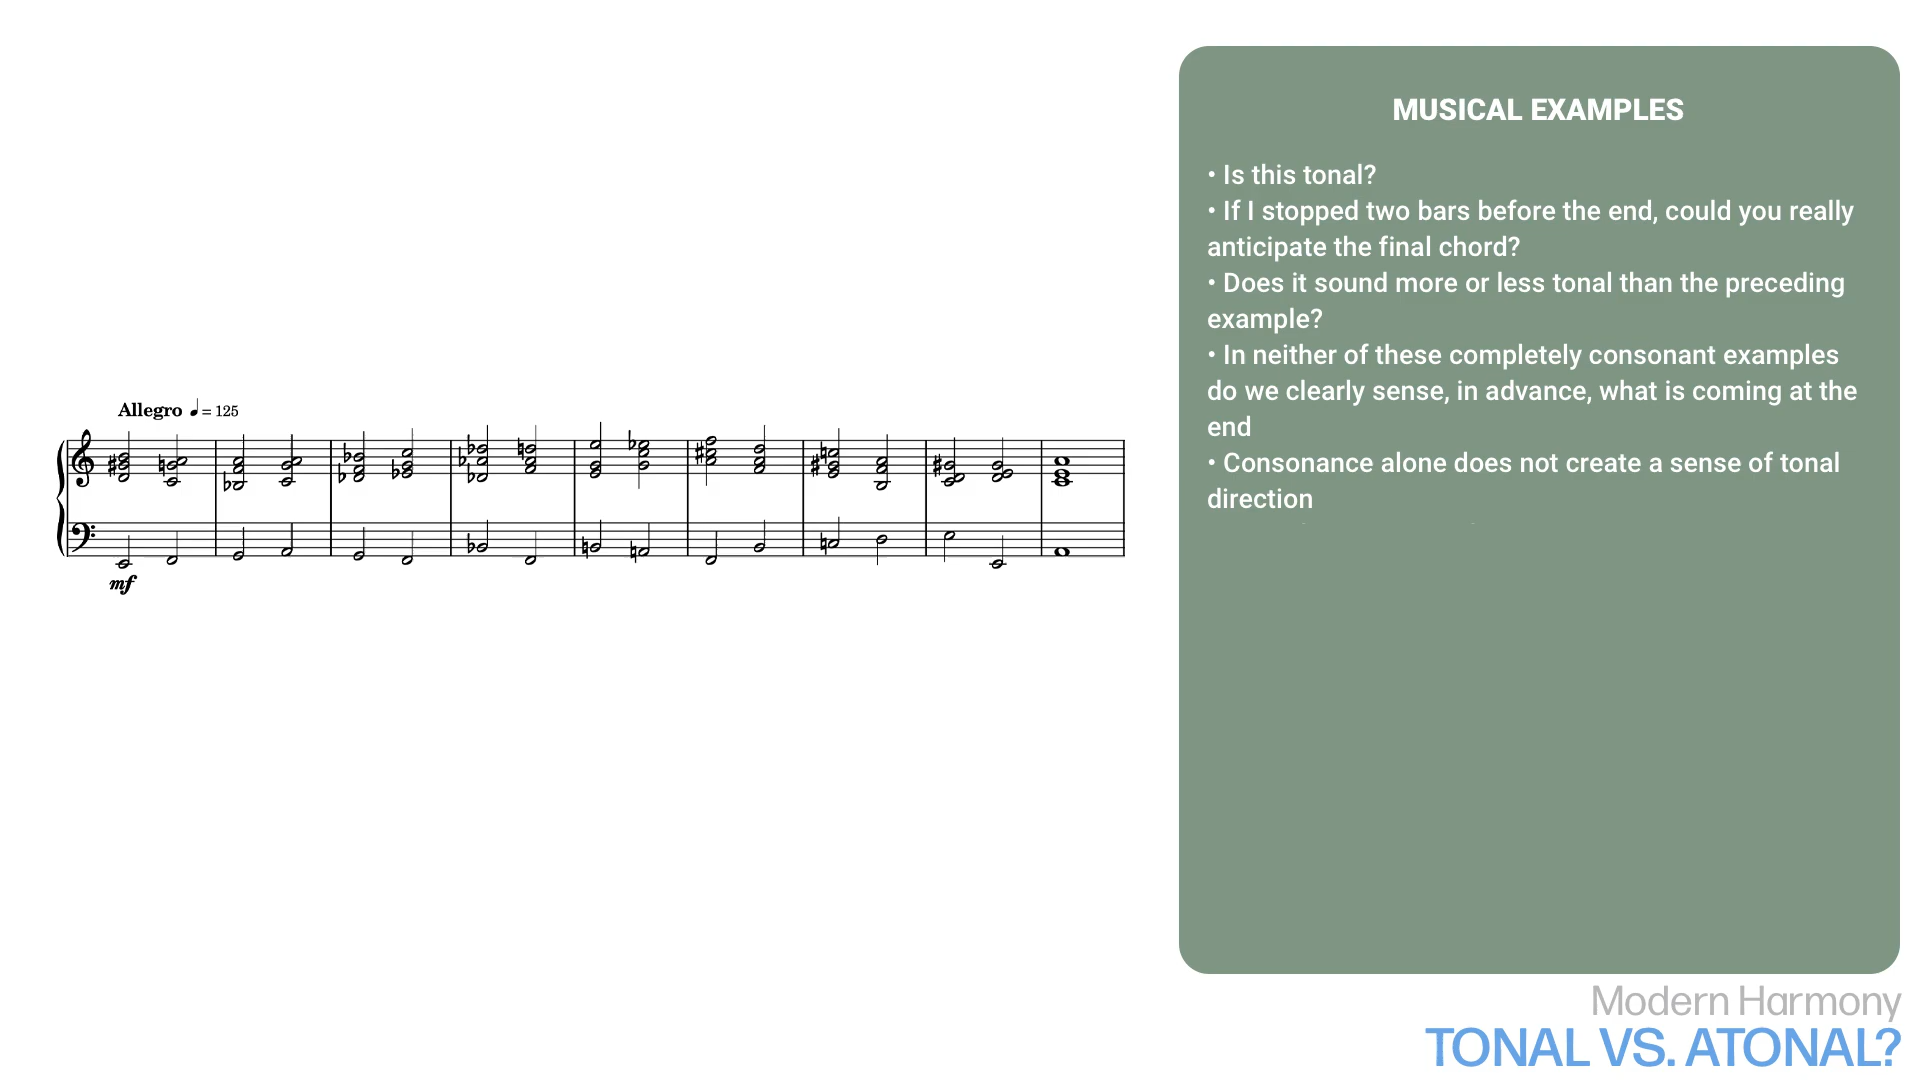 Allegro ♩= 125
mf
MUSICAL EXAMPLES
• Is this tonal?
• If I stopped two bars before the end, could you really
anticipate the final chord?
• Does it sound more or less tonal than the preceding
example?
• In neither of these completely consonant examples
do we clearly sense, in advance, what is coming at the
end
• Consonance alone does not create a sense of tonal
direction
Modern Harmony
TONAL VS. ATONAL?